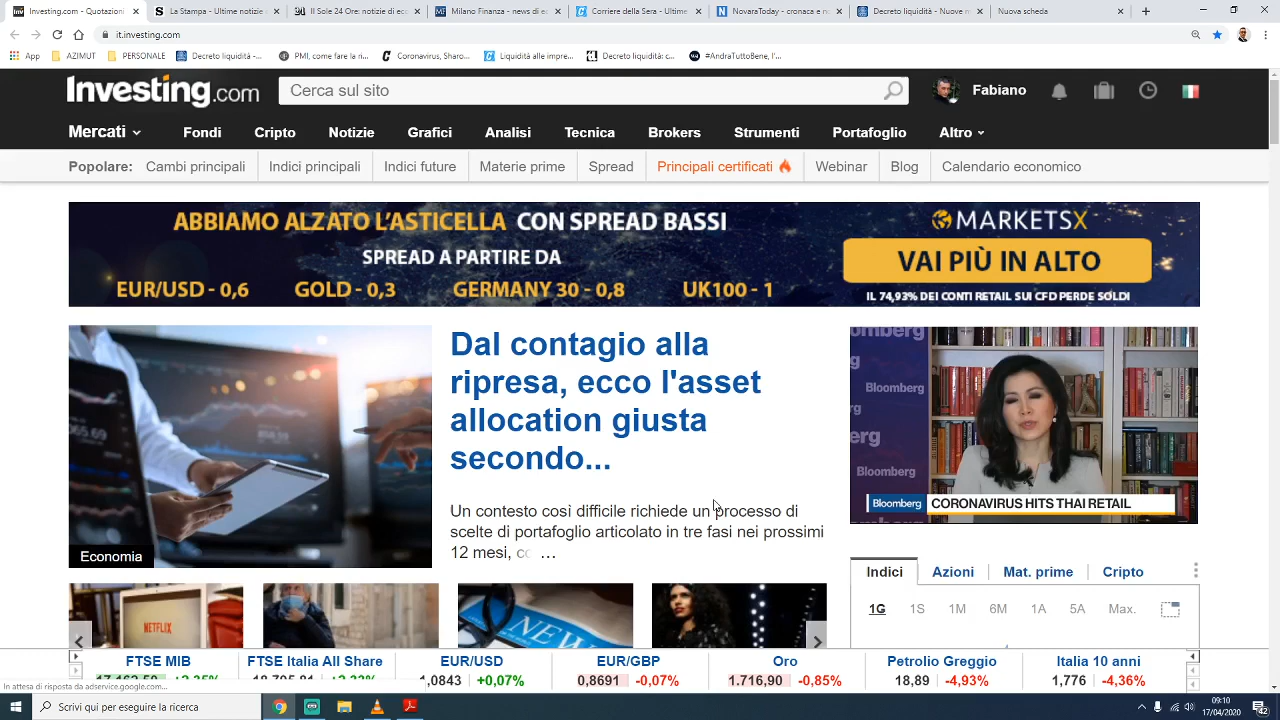 Investing.com - Quotazioni
La Stampa - Ultime notizie
Il Sole 24 Ore: notizie di eco
Milano Finanza - news di ec
Corriere della Sera - Ultime
NovaraToday - cronaca e no
Decreto liquidità - Nuove m
Nuova scheda
it.investing.com
App
AZIMUT
PERSONALE
Decreto liquidità -...
PMI, come fare la ri...
Coronavirus, Sharo...
Liquidità alle impre...
Decreto liquidità: c...
#AndraTuttoBene, l'...
Investing.com
Cerca sul sito
Fabiano
Mercati
Fondi
Cripto
Notizie
Grafici
Analisi
Tecnica
Brokers
Strumenti
Portafoglio
Altro
Popolare:
Cambi principali
Indici principali
Indici future
Materie prime
Spread
Principali certificati
Webinar
Blog
Calendario economico
ABBIAMO ALZATO L'ASTICELLA CON SPREAD BASSI
SPREAD A PARTIRE DA
EUR/USD - 0,6 GOLD - 0,3 GERMANY 30 - 0,8 UK100 - 1
MARKETSX
VAI PIÙ IN ALTO
IL 74,93% DEI CONTI RETAIL SUI CFD PERDE SOLDI
Economia
Dal contagio alla
ripresa, ecco l'asset
allocation giusta
secondo...
Un contesto così difficile richiede un processo di
scelte di portafoglio articolato in tre fasi nei prossimi
12 mesi, co ...
Bloomberg
Bloomberg
Bloomberg CORONAVIRUS HITS THAI RETAIL
NETFLIX
NEWS
Indici
Azioni
Mat. prime
Cripto
1G 1S 1M 6M 1A 5A Max.
FTSE MIB
FTSE Italia All Share
EUR/USD
EUR/GBP
Oro
Petrolio Greggio
Italia 10 anni
1,0843 +0,07%
0,8691 -0,07%
1.716,90 -0,85%
18,89 -4,93%
1,776 -4,36%
In attesa di risposta da adservice.google.com...
Scrivi qui per eseguire la ricerca
09:10
17/04/2020